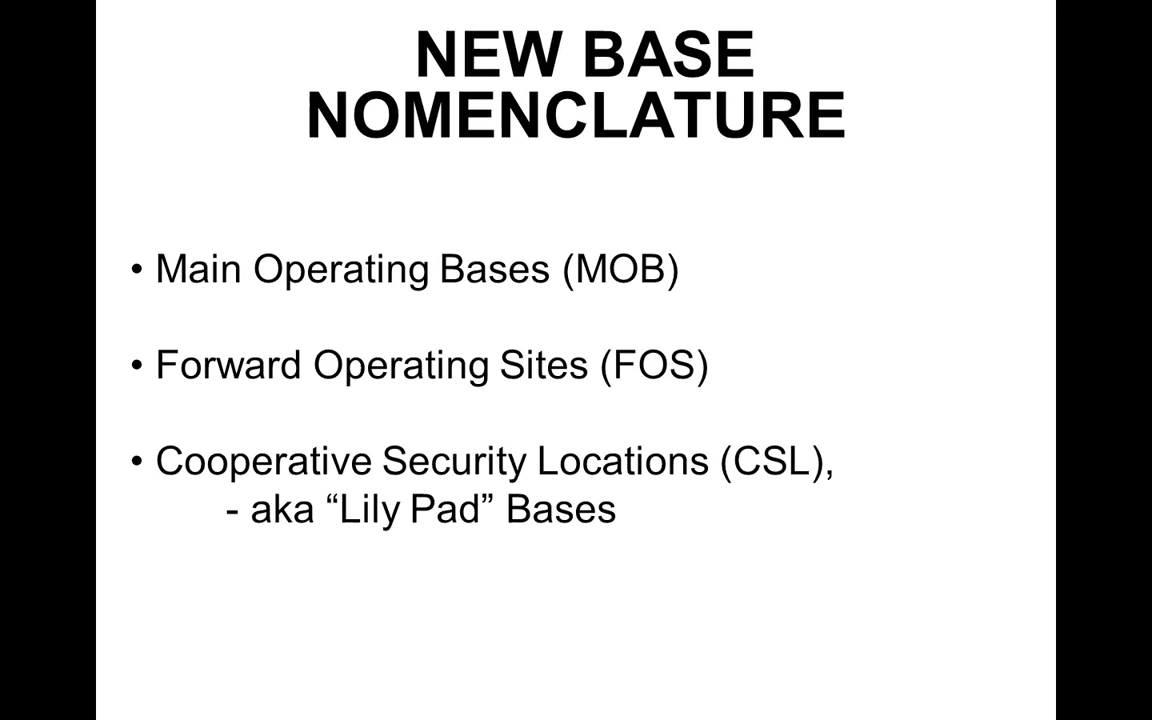 NEW BASE
NOMENCLATURE
• Main Operating Bases (MOB)
• Forward Operating Sites (FOS)
• Cooperative Security Locations (CSL),
- aka “Lily Pad” Bases